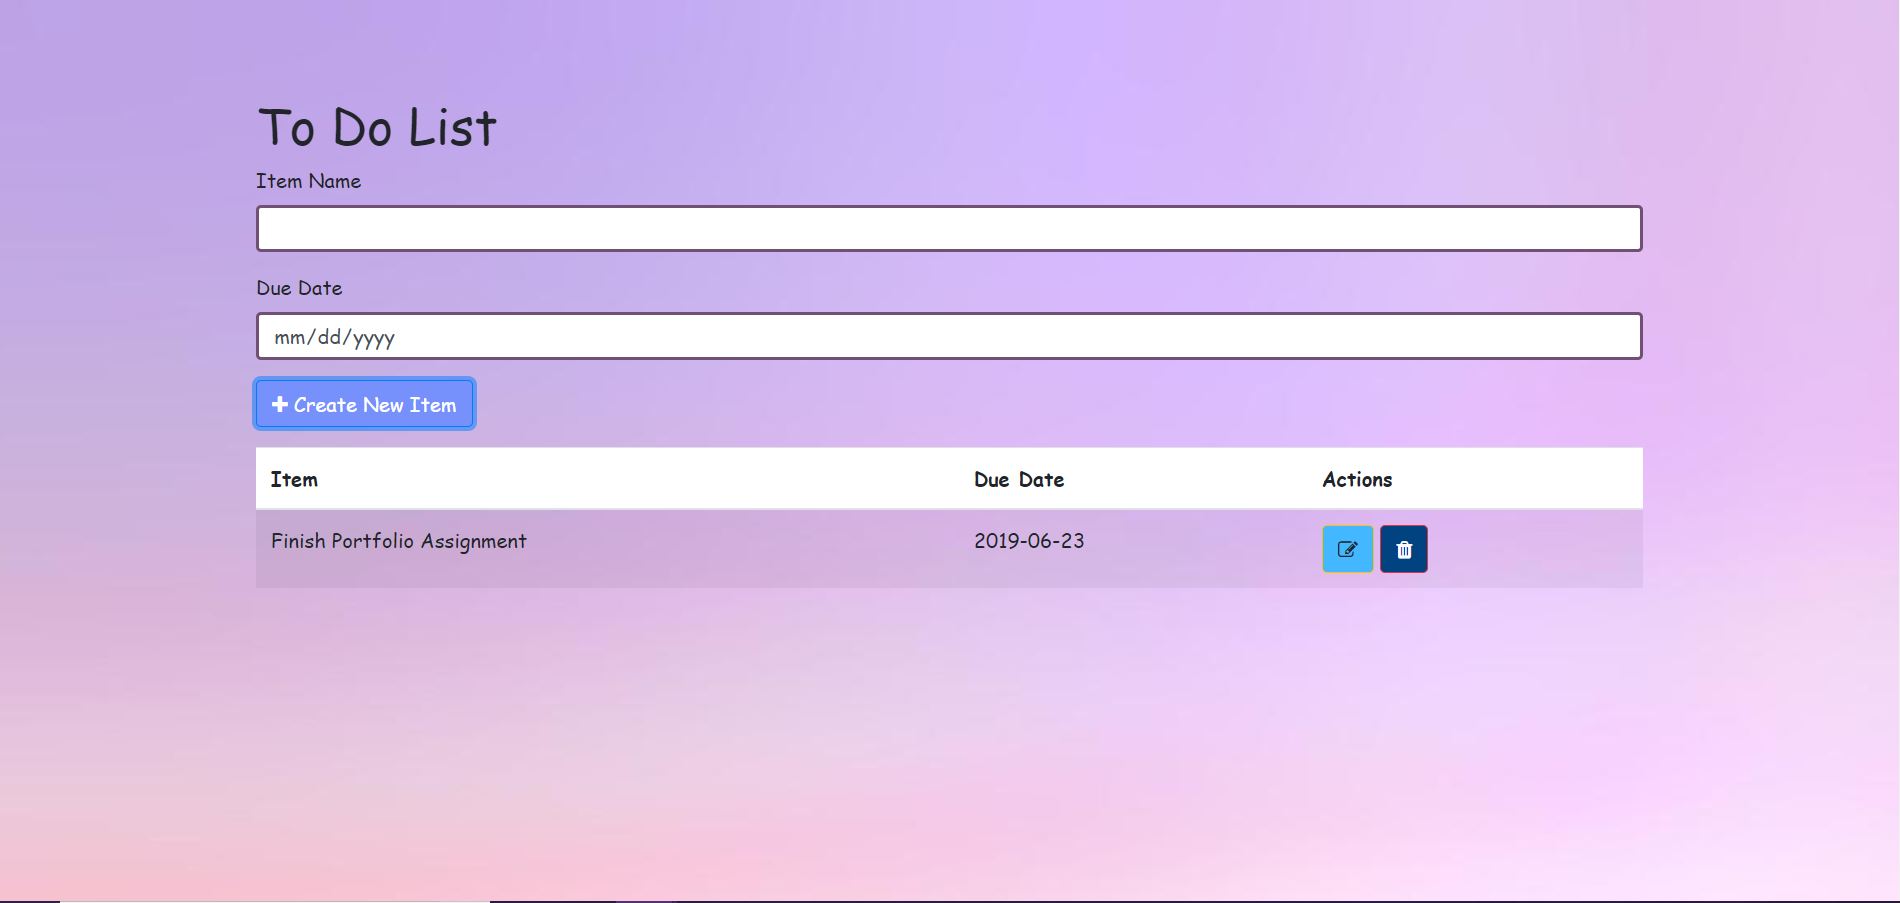 To Do List
Item Name
Due Date
mm/dd/yyyy
Create New Item
Item Due Date Actions
Finish Portfolio Assignment 2019-06-23